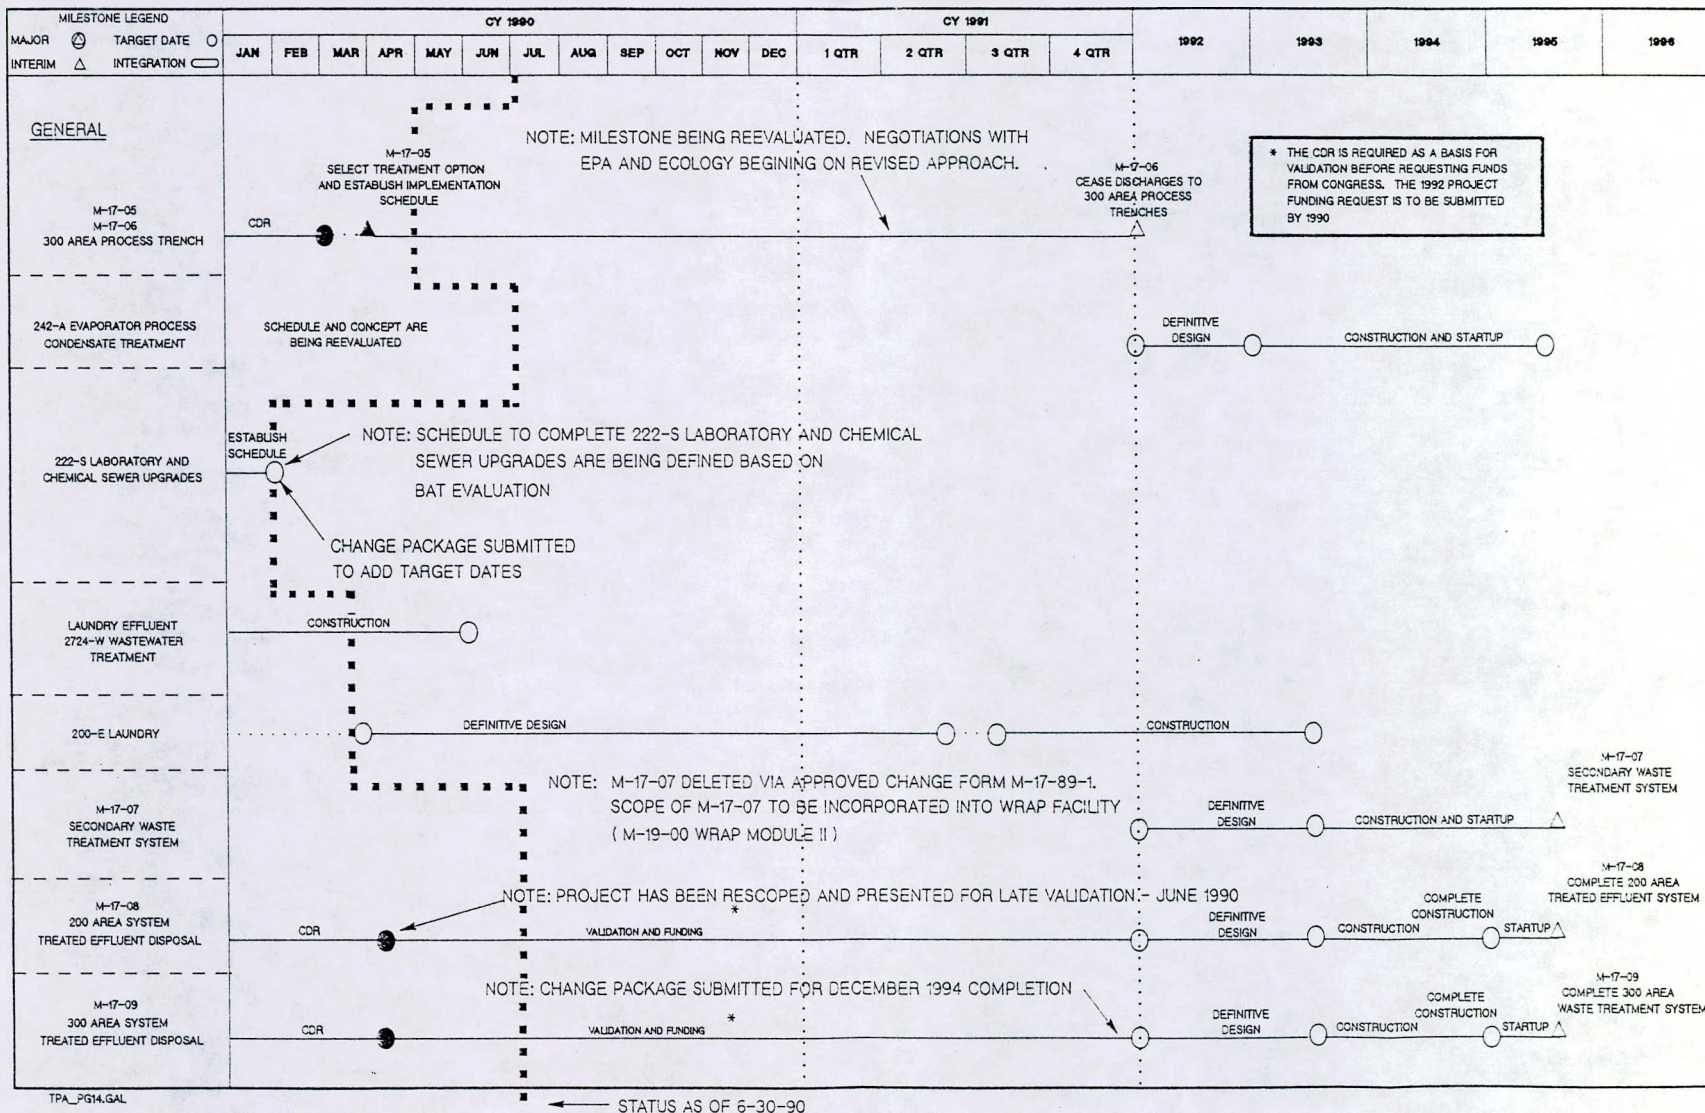 MILESTONE LEGEND
MAJOR TARGET DATE
INTERIM INTEGRATION
CY 1990
CY 1991
JAN FEB MAR APR MAY JUN JUL AUG SEP OCT NOV DEC 1 QTR 2 QTR 3 QTR 4 QTR 1992 1993 1994 1995 1996
GENERAL
M-17-05
M-17-06
300 AREA PROCESS TRENCH
CDR
M-17-05
SELECT TREATMENT OPTION
AND ESTABLISH IMPLEMENTATION
SCHEDULE
NOTE: MILESTONE BEING REEVALUATED. NEGOTIATIONS WITH
EPA AND ECOLOGY BEGINING ON REVISED APPROACH.
M-17-06
CEASE DISCHARGES TO
300 AREA PROCESS
TRENCHES
* THE CDR IS REQUIRED AS A BASIS FOR
VALIDATION BEFORE REQUESTING FUNDS
FROM CONGRESS. THE 1992 PROJECT
FUNDING REQUEST IS TO BE SUBMITTED
BY 1990
242-A EVAPORATOR PROCESS
CONDENSATE TREATMENT
SCHEDULE AND CONCEPT ARE
BEING REEVALUATED
DEFINITIVE
DESIGN
CONSTRUCTION AND STARTUP
222-S LABORATORY AND
CHEMICAL SEWER UPGRADES
ESTABLISH
SCHEDULE
NOTE: SCHEDULE TO COMPLETE 222-S LABORATORY AND CHEMICAL
SEWER UPGRADES ARE BEING DEFINED BASED ON
BAT EVALUATION
CHANGE PACKAGE SUBMITTED
TO ADD TARGET DATES
LAUNDRY EFFLUENT
2724-W WASTEWATER
TREATMENT
CONSTRUCTION
200-E LAUNDRY
DEFINITIVE DESIGN
CONSTRUCTION
M-17-07
SECONDARY WASTE
TREATMENT SYSTEM
NOTE: M-17-07 DELETED VIA APPROVED CHANGE FORM M-17-89-1.
SCOPE OF M-17-07 TO BE INCORPORATED INTO WRAP FACILITY
( M-19-00 WRAP MODULE II )
DEFINITIVE
DESIGN
CONSTRUCTION AND STARTUP
M-17-07
SECONDARY WASTE
TREATMENT SYSTEM
M-17-08
200 AREA SYSTEM
TREATED EFFLUENT DISPOSAL
CDR
NOTE: PROJECT HAS BEEN RESCOPED AND PRESENTED FOR LATE VALIDATION - JUNE 1990
VALIDATION AND FUNDING *
DEFINITIVE
DESIGN
CONSTRUCTION
COMPLETE
CONSTRUCTION
STARTUP
M-17-08
COMPLETE 200 AREA
TREATED EFFLUENT SYSTEM
M-17-09
300 AREA SYSTEM
TREATED EFFLUENT DISPOSAL
CDR
NOTE: CHANGE PACKAGE SUBMITTED FOR DECEMBER 1994 COMPLETION
VALIDATION AND FUNDING *
DEFINITIVE
DESIGN
CONSTRUCTION
COMPLETE
CONSTRUCTION
STARTUP
M-17-09
COMPLETE 300 AREA
WASTE TREATMENT SYSTEM
TPA_PG14.GAL
STATUS AS OF 6-30-90